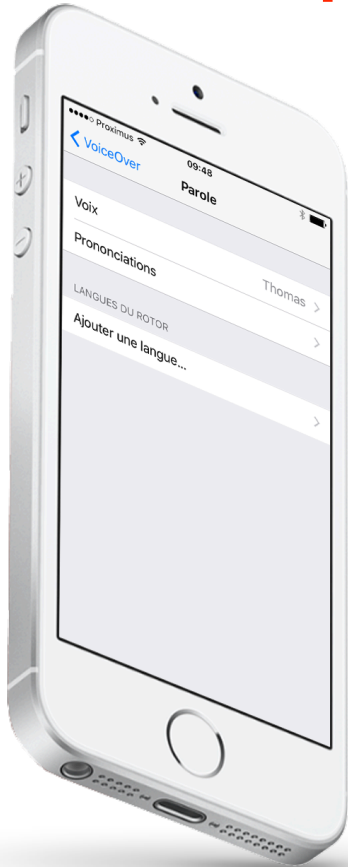 Proximus 09:48
VoiceOver Parole
Voix Thomas
Prononciations
LANGUES DU ROTOR
Ajouter une langue...